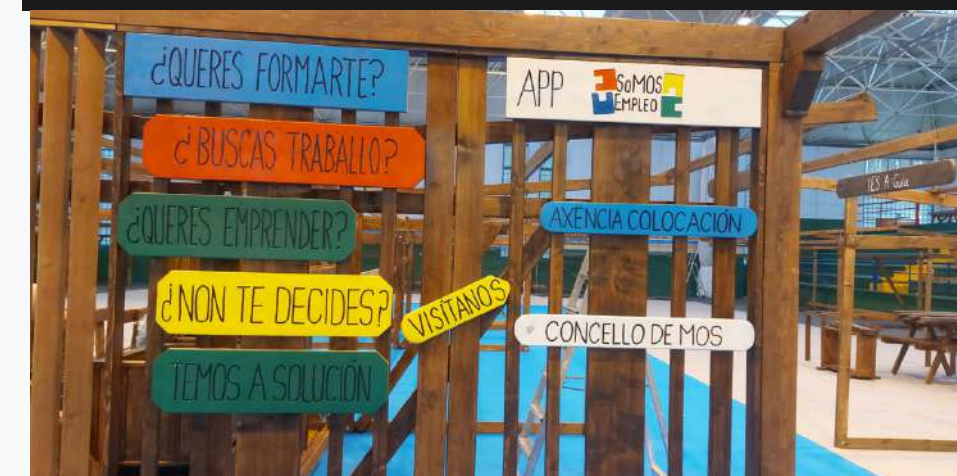 ¿QUERES FORMARTE?
¿BUSCAS TRABALLO?
¿QUERES EMPRENDER?
¿NON TE DECIDES?
TEMOS A SOLUCIÓN
VISÍTANOS
APP
SOMOS
EMPLEO
AXENCIA COLOCACIÓN
CONCELLO DE MOS
IES A Guía